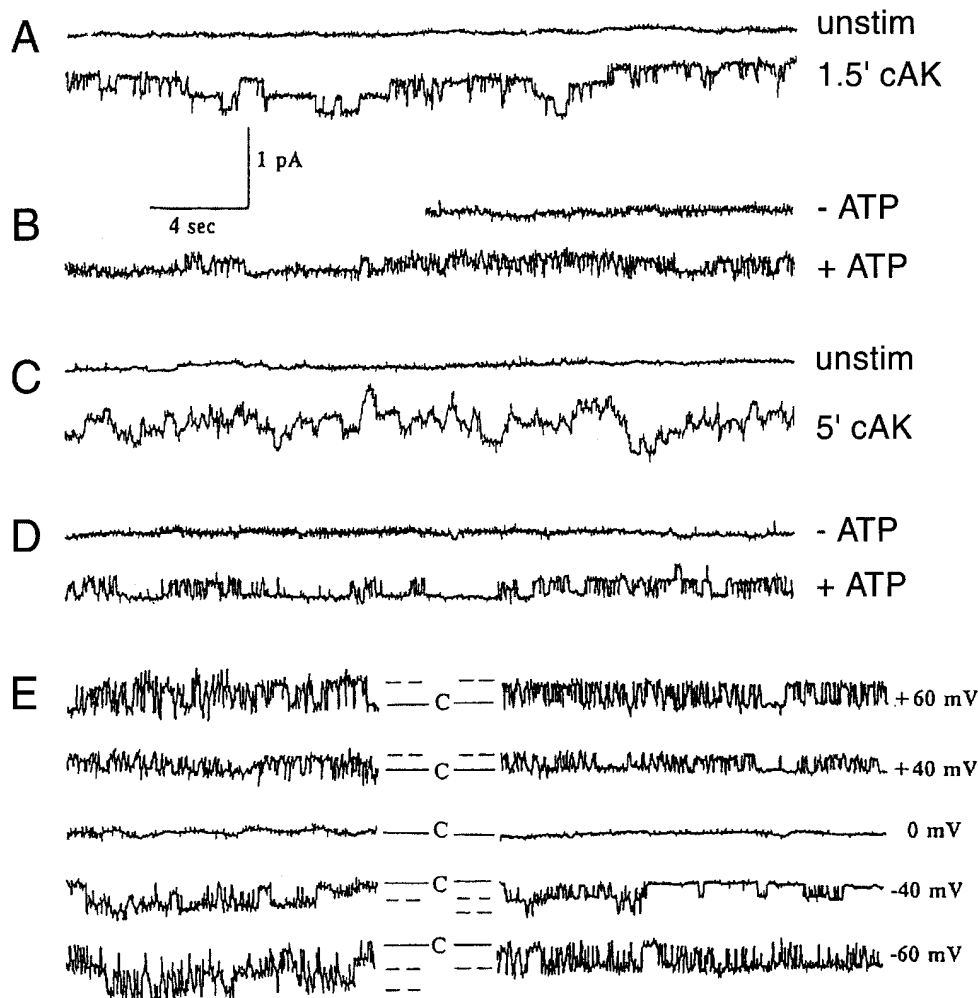 A
unstim
1.5' cAK
1 pA
4 sec
B
- ATP
+ ATP
C
unstim
5' cAK
D
- ATP
+ ATP
E
C
+60 mV
C
+40 mV
C
0 mV
C
-40 mV
C
-60 mV